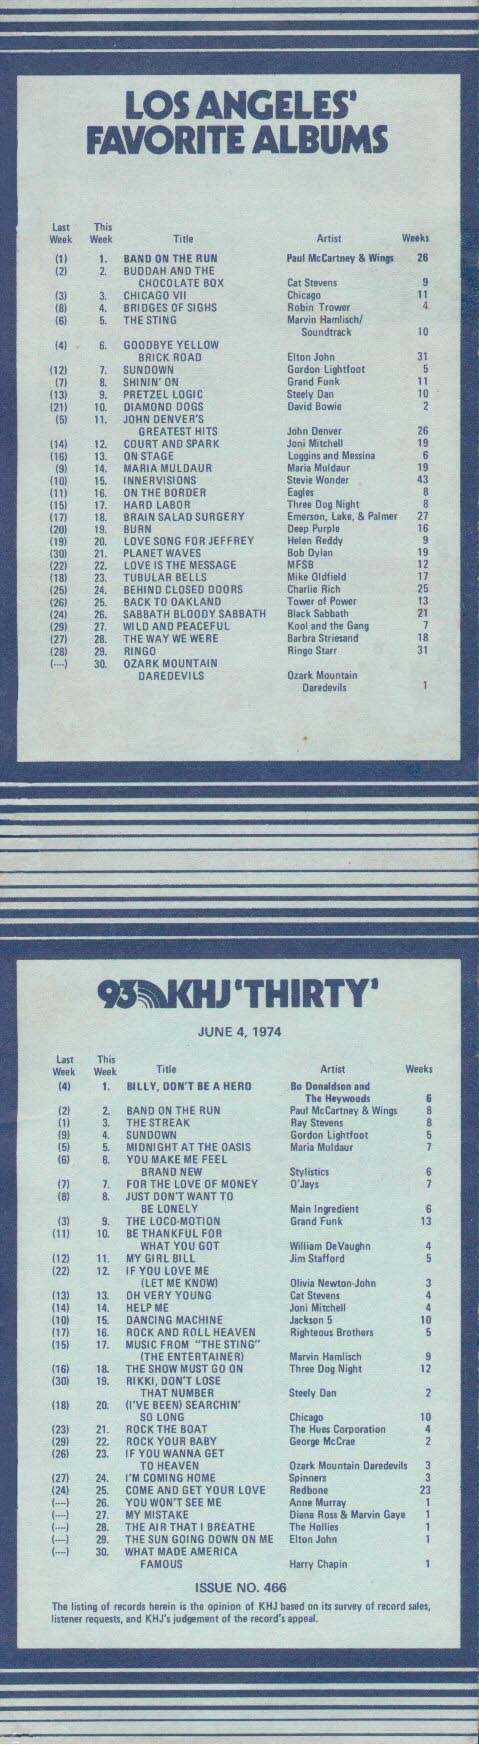 LOS ANGELES'
FAVORITE ALBUMS
Last This
Week Week Title Artist Weeks
(1) 1. BAND ON THE RUN Paul McCartney & Wings 26
(2) 2. BUDDAH AND THE
CHOCOLATE BOX Cat Stevens 9
(3) 3. CHICAGO VII Chicago 11
(8) 4. BRIDGES OF SIGHS Robin Trower 4
(6) 5. THE STING Marvin Hamlisch/
Soundtrack 10
(4) 6. GOODBYE YELLOW
BRICK ROAD Elton John 31
(12) 7. SUNDOWN Gordon Lightfoot 5
(7) 8. SHININ' ON Grand Funk 11
(13) 9. PRETZEL LOGIC Steely Dan 10
(21) 10. DIAMOND DOGS David Bowie 2
(5) 11. JOHN DENVER'S
GREATEST HITS John Denver 26
(14) 12. COURT AND SPARK Joni Mitchell 19
(16) 13. ON STAGE Loggins and Messina 6
(9) 14. MARIA MULDAUR Maria Muldaur 19
(10) 15. INNERVISIONS Stevie Wonder 43
(11) 16. ON THE BORDER Eagles 8
(15) 17. HARD LABOR Three Dog Night 8
(17) 18. BRAIN SALAD SURGERY Emerson, Lake, & Palmer 27
(20) 19. BURN Deep Purple 16
(19) 20. LOVE SONG FOR JEFFREY Helen Reddy 9
(30) 21. PLANET WAVES Bob Dylan 19
(22) 22. LOVE IS THE MESSAGE MFSB 12
(18) 23. TUBULAR BELLS Mike Oldfield 17
(25) 24. BEHIND CLOSED DOORS Charlie Rich 25
(26) 25. BACK TO OAKLAND Tower of Power 13
(24) 26. SABBATH BLOODY SABBATH Black Sabbath 21
(29) 27. WILD AND PEACEFUL Kool and the Gang 7
(27) 28. THE WAY WE WERE Barbra Striesand 18
(28) 29. RINGO Ringo Starr 31
(---) 30. OZARK MOUNTAIN
DAREDEVILS Ozark Mountain
Daredevils 1
93 KHJ 'THIRTY'
JUNE 4, 1974
Last This
Week Week Title Artist Weeks
(4) 1. BILLY, DON'T BE A HERO Bo Donaldson and
The Heywoods 6
(2) 2. BAND ON THE RUN Paul McCartney & Wings 8
(1) 3. THE STREAK Ray Stevens 8
(9) 4. SUNDOWN Gordon Lightfoot 5
(5) 5. MIDNIGHT AT THE OASIS Maria Muldaur 7
(6) 6. YOU MAKE ME FEEL
BRAND NEW Stylistics 6
(7) 7. FOR THE LOVE OF MONEY O'Jays 7
(8) 8. JUST DON'T WANT TO
BE LONELY Main Ingredient 6
(3) 9. THE LOCO-MOTION Grand Funk 13
(11) 10. BE THANKFUL FOR
WHAT YOU GOT William DeVaughn 4
(12) 11. MY GIRL BILL Jim Stafford 5
(22) 12. IF YOU LOVE ME
(LET ME KNOW) Olivia Newton-John 3
(13) 13. OH VERY YOUNG Cat Stevens 4
(14) 14. HELP ME Joni Mitchell 4
(10) 15. DANCING MACHINE Jackson 5 10
(17) 16. ROCK AND ROLL HEAVEN Righteous Brothers 5
(15) 17. MUSIC FROM "THE STING"
(THE ENTERTAINER) Marvin Hamlisch 9
(16) 18. THE SHOW MUST GO ON Three Dog Night 12
(30) 19. RIKKI, DON'T LOSE
THAT NUMBER Steely Dan 2
(18) 20. (I'VE BEEN) SEARCHIN'
SO LONG Chicago 10
(23) 21. ROCK THE BOAT The Hues Corporation 4
(29) 22. ROCK YOUR BABY George McCrae 2
(26) 23. IF YOU WANNA GET
TO HEAVEN Ozark Mountain Daredevils 3
(27) 24. I'M COMING HOME Spinners 3
(24) 25. COME AND GET YOUR LOVE Redbone 23
(---) 26. YOU WON'T SEE ME Anne Murray 1
(---) 27. MY MISTAKE Diana Ross & Marvin Gaye 1
(---) 28. THE AIR THAT I BREATHE The Hollies 1
(---) 29. THE SUN GOING DOWN ON ME Elton John 1
(---) 30. WHAT MADE AMERICA
FAMOUS Harry Chapin 1
ISSUE NO. 466
The listing of records herein is the opinion of KHJ based on its survey of record sales,
listener requests, and KHJ's judgement of the record's appeal.